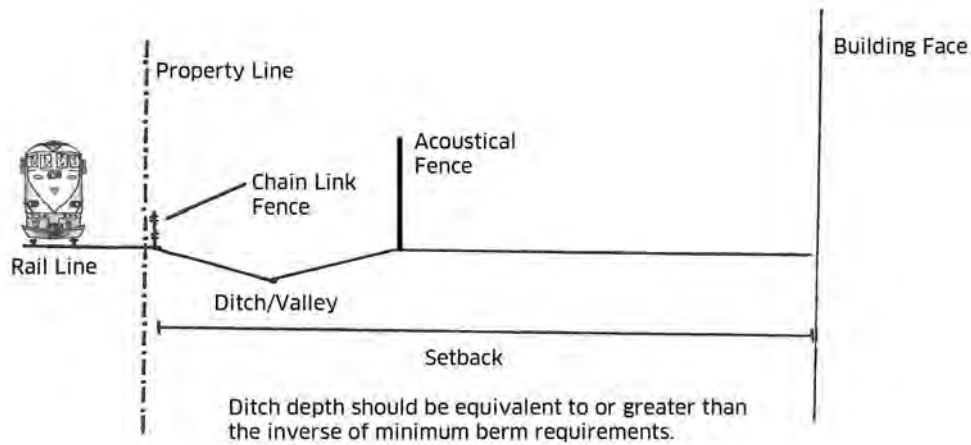 Property Line
Building Face
Acoustical
Fence
Chain Link
Fence
Rail Line
Ditch/Valley
Setback
Ditch depth should be equivalent to or greater than
the inverse of minimum berm requirements.